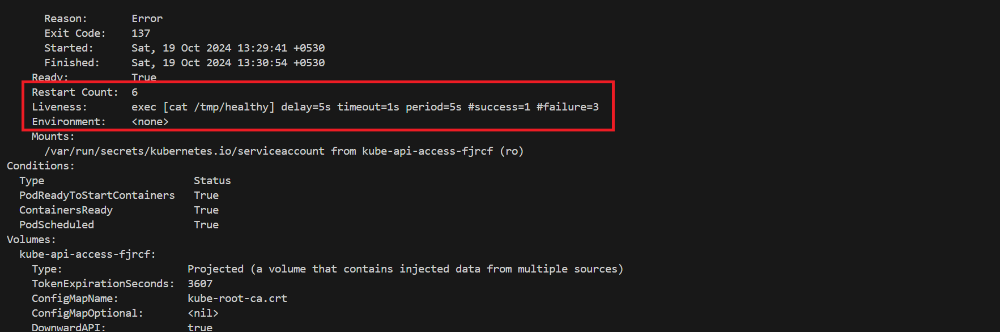 Reason: Error
Exit Code: 137
Started: Sat, 19 Oct 2024 13:29:41 +0530
Finished: Sat, 19 Oct 2024 13:30:54 +0530
Ready: True
Restart Count: 6
Liveness: exec [cat /tmp/healthy] delay=5s timeout=1s period=5s #success=1 #failure=3
Environment: <none>
Mounts:
/var/run/secrets/kubernetes.io/serviceaccount from kube-api-access-fjrcf (ro)
Conditions:
Type Status
PodReadyToStartContainers True
ContainersReady True
PodScheduled True
Volumes:
kube-api-access-fjrcf:
Type: Projected (a volume that contains injected data from multiple sources)
TokenExpirationSeconds: 3607
ConfigMapName: kube-root-ca.crt
ConfigMapOptional: <nil>
DownwardAPI: true